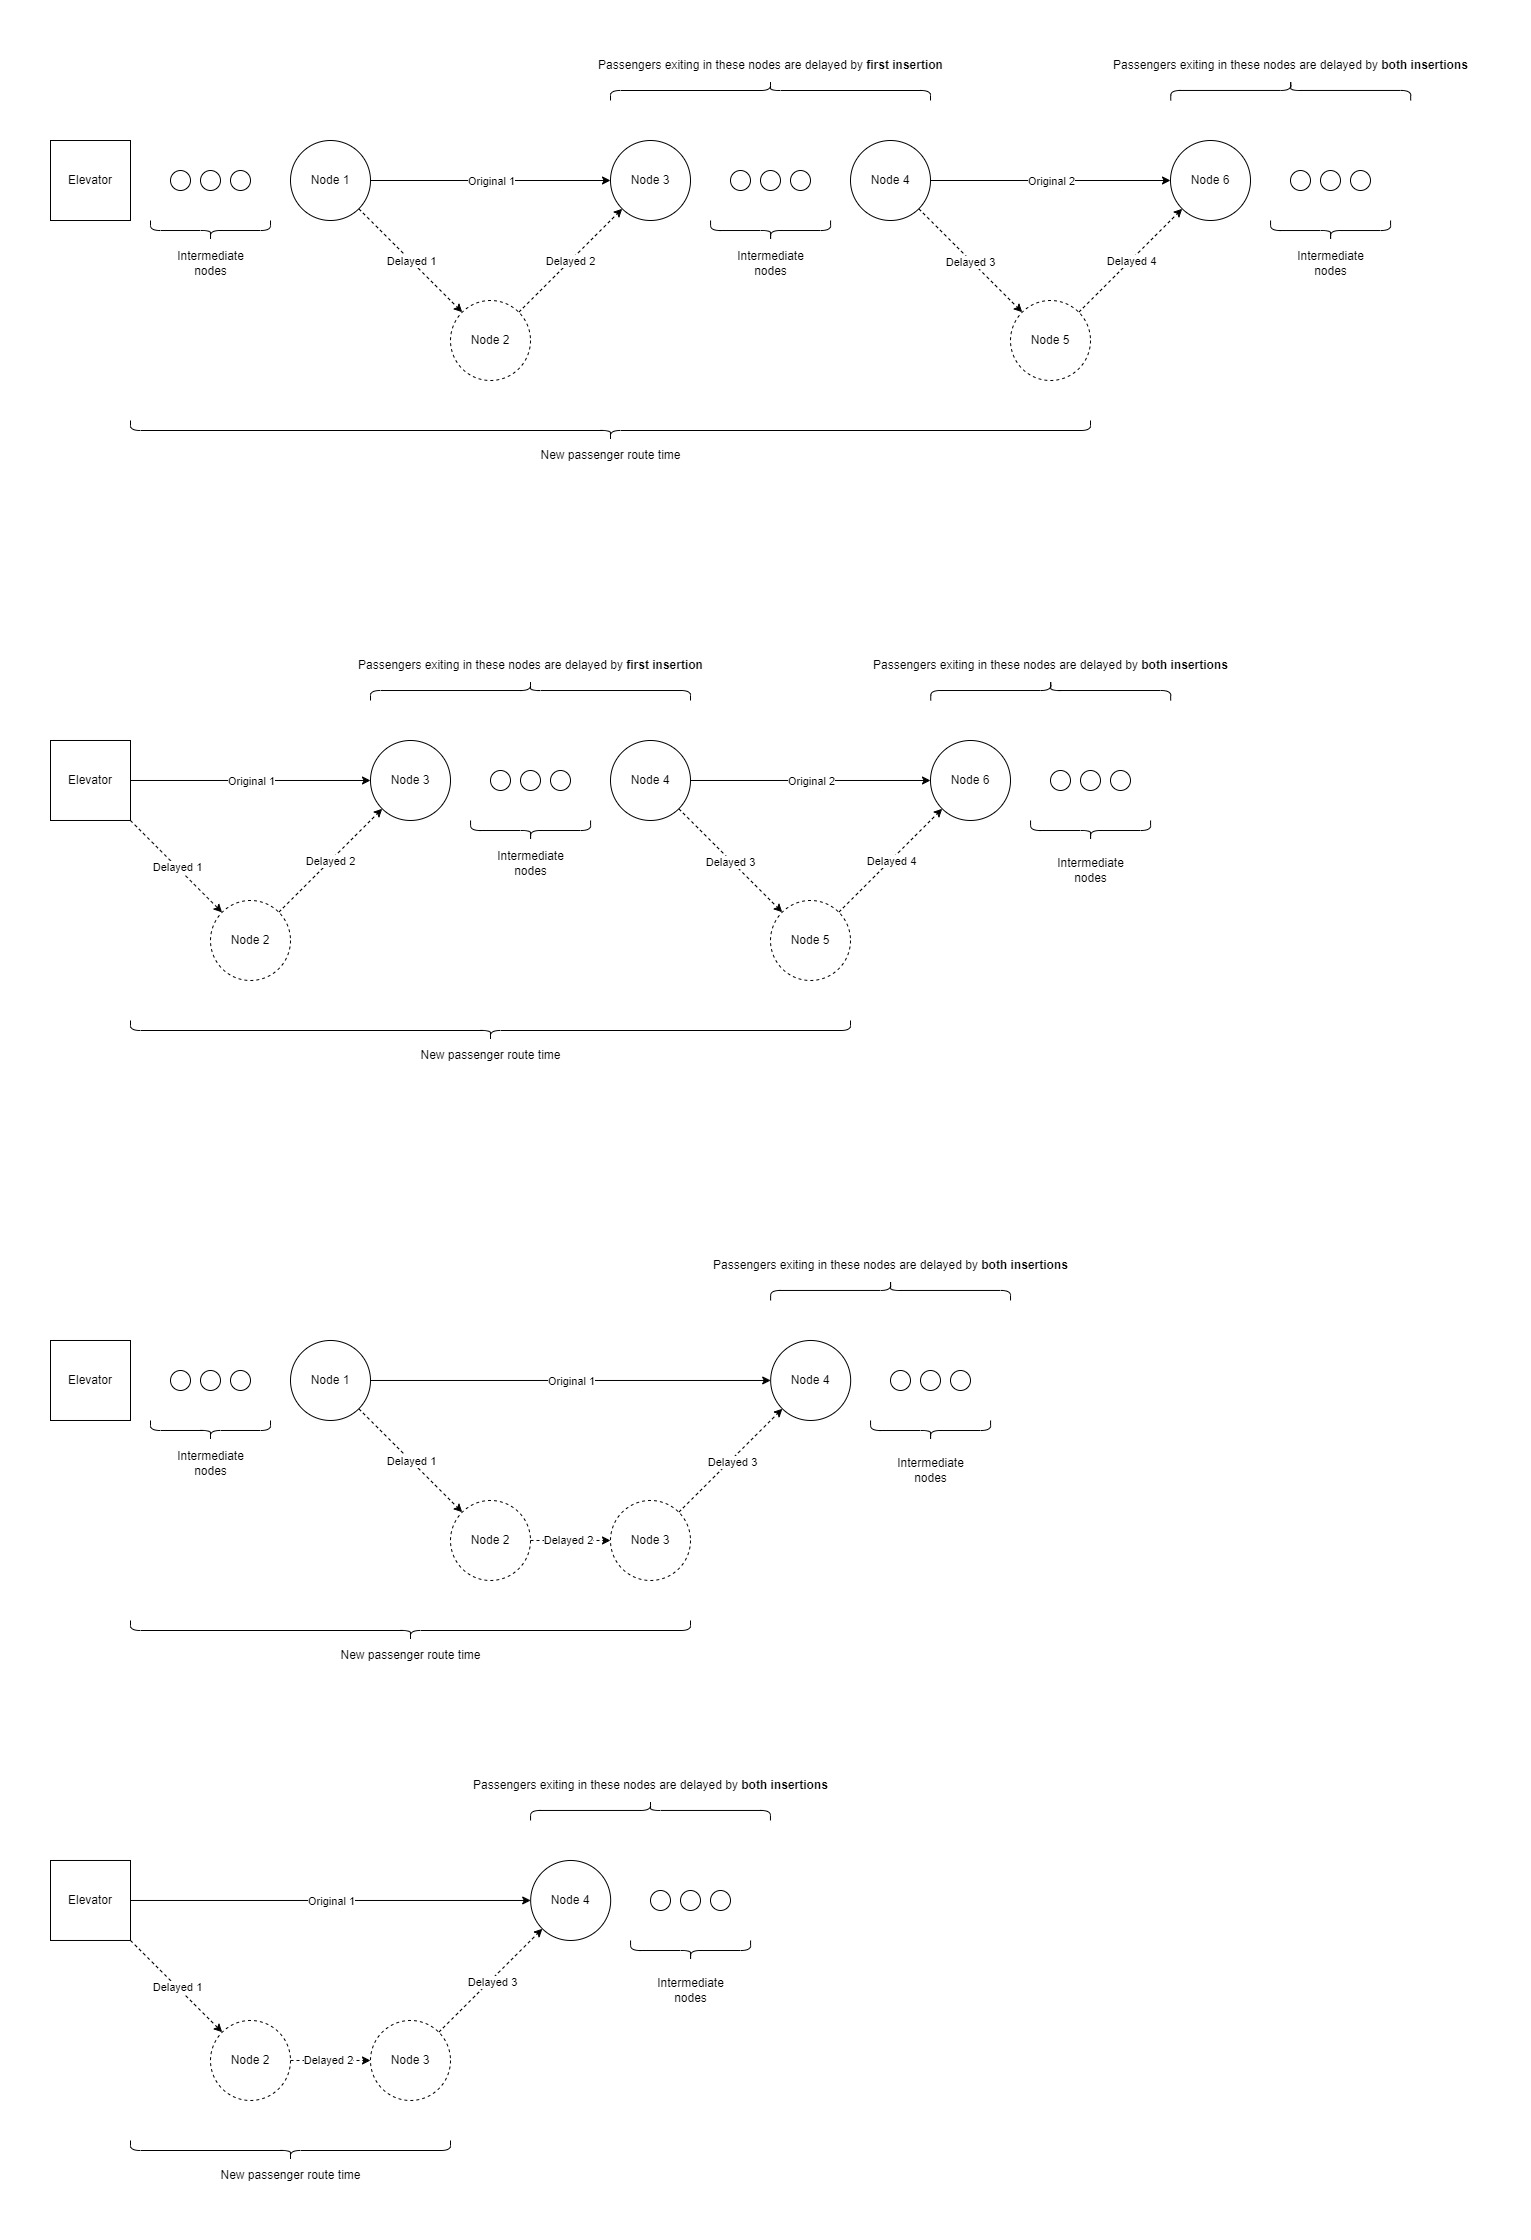 Passengers exiting in these nodes are delayed by first insertion
Passengers exiting in these nodes are delayed by both insertions
Elevator
Node 1
Original 1
Node 3
Node 4
Original 2
Node 6
Intermediate
nodes
Delayed 1
Delayed 2
Intermediate
nodes
Delayed 3
Delayed 4
Intermediate
nodes
Node 2
Node 5
New passenger route time
Passengers exiting in these nodes are delayed by first insertion
Passengers exiting in these nodes are delayed by both insertions
Elevator
Original 1
Node 3
Node 4
Original 2
Node 6
Delayed 1
Delayed 2
Intermediate
nodes
Delayed 3
Delayed 4
Intermediate
nodes
Node 2
Node 5
New passenger route time
Passengers exiting in these nodes are delayed by both insertions
Elevator
Node 1
Original 1
Node 4
Intermediate
nodes
Delayed 1
Delayed 3
Intermediate
nodes
Node 2
Delayed 2
Node 3
New passenger route time
Passengers exiting in these nodes are delayed by both insertions
Elevator
Original 1
Node 4
Delayed 1
Delayed 3
Intermediate
nodes
Node 2
Delayed 2
Node 3
New passenger route time